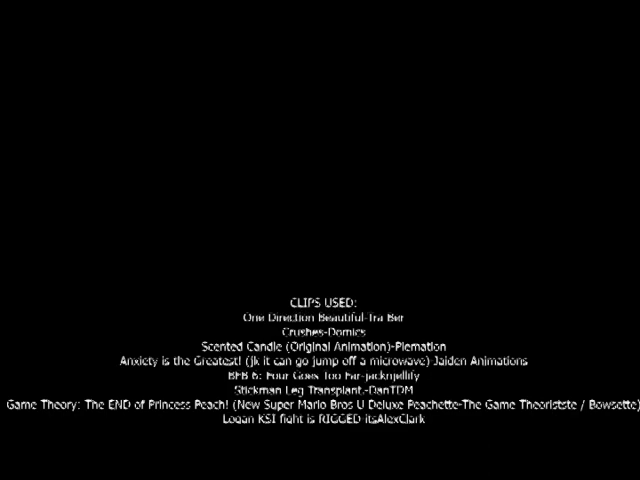 CLIPS USED:
One Direction Beautiful-Tra Ber
Crushes-Domics
Scented Candle (Original Animation)-Piemation
Anxiety is the Greatest! (jk it can go jump off a microwave)-Jaiden Animations
BFB 6: Four Goes Too Far-jacknjellify
Stickman Leg Transplant.-DanTDM
Game Theory: The END of Princess Peach! (New Super Mario Bros U Deluxe Peachette-The Game Theoristste / Bowsette)
Logan KSI fight is RIGGED itsAlexClark